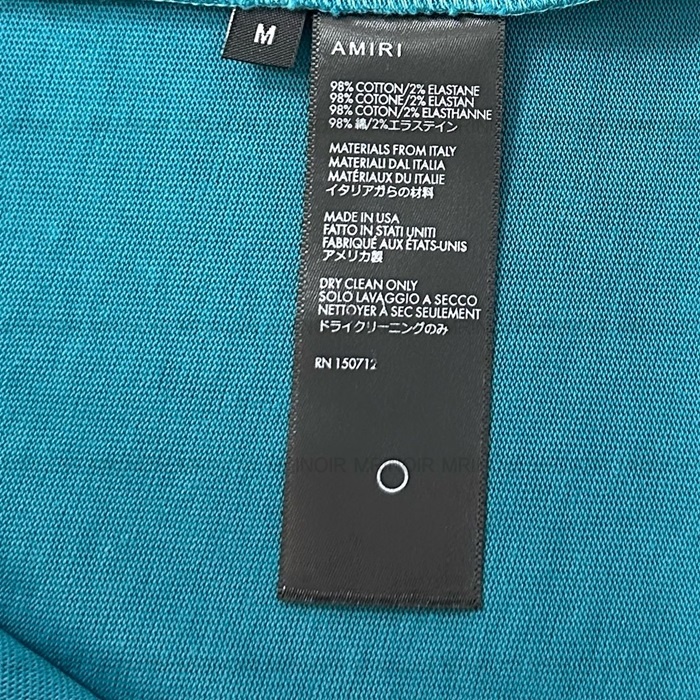 M
AMIRI
98% COTTON/2% ELASTANE
98% COTONE/2% ELASTAN
98% COTON/2% ELASTHANNE
98% 綿/2%エラステイン
MATERIALS FROM ITALY
MATERIALI DAL ITALIA
MATÉRIAUX DU ITALIE
イタリアガらの材料
MADE IN USA
FATTO IN STATI UNITI
FABRIQUÉ AUX ÉTATS-UNIS
アメリカ製
DRY CLEAN ONLY
SOLO LAVAGGIO A SECCO
NETTOYER À SEC SEULEMENT
ドライクリーニングのみ
RN 150712